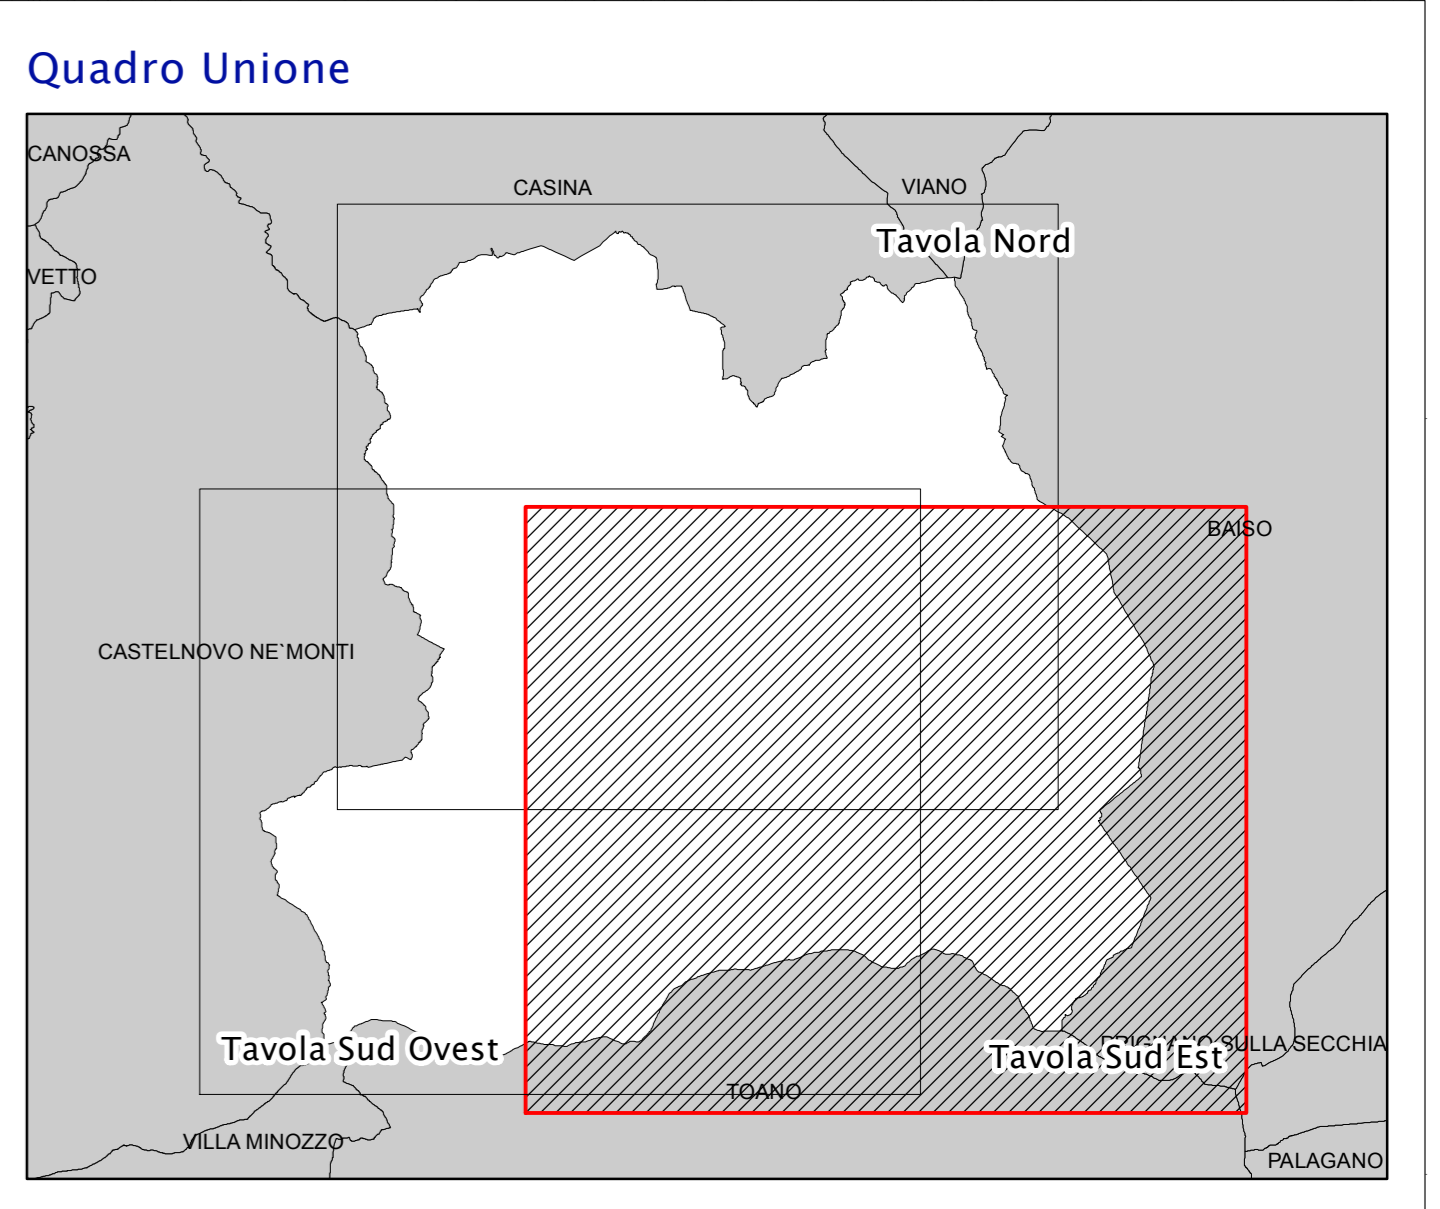 Quadro Unione
CANOSSA
CASINA
VIANO
Tavola Nord
VETTO
BAISO
CASTELNOVO NE`MONTI
Tavola Sud Ovest
PRIGNANO SULLA SECCHIA
Tavola Sud Est
TOANO
VILLA MINOZZO
PALAGANO